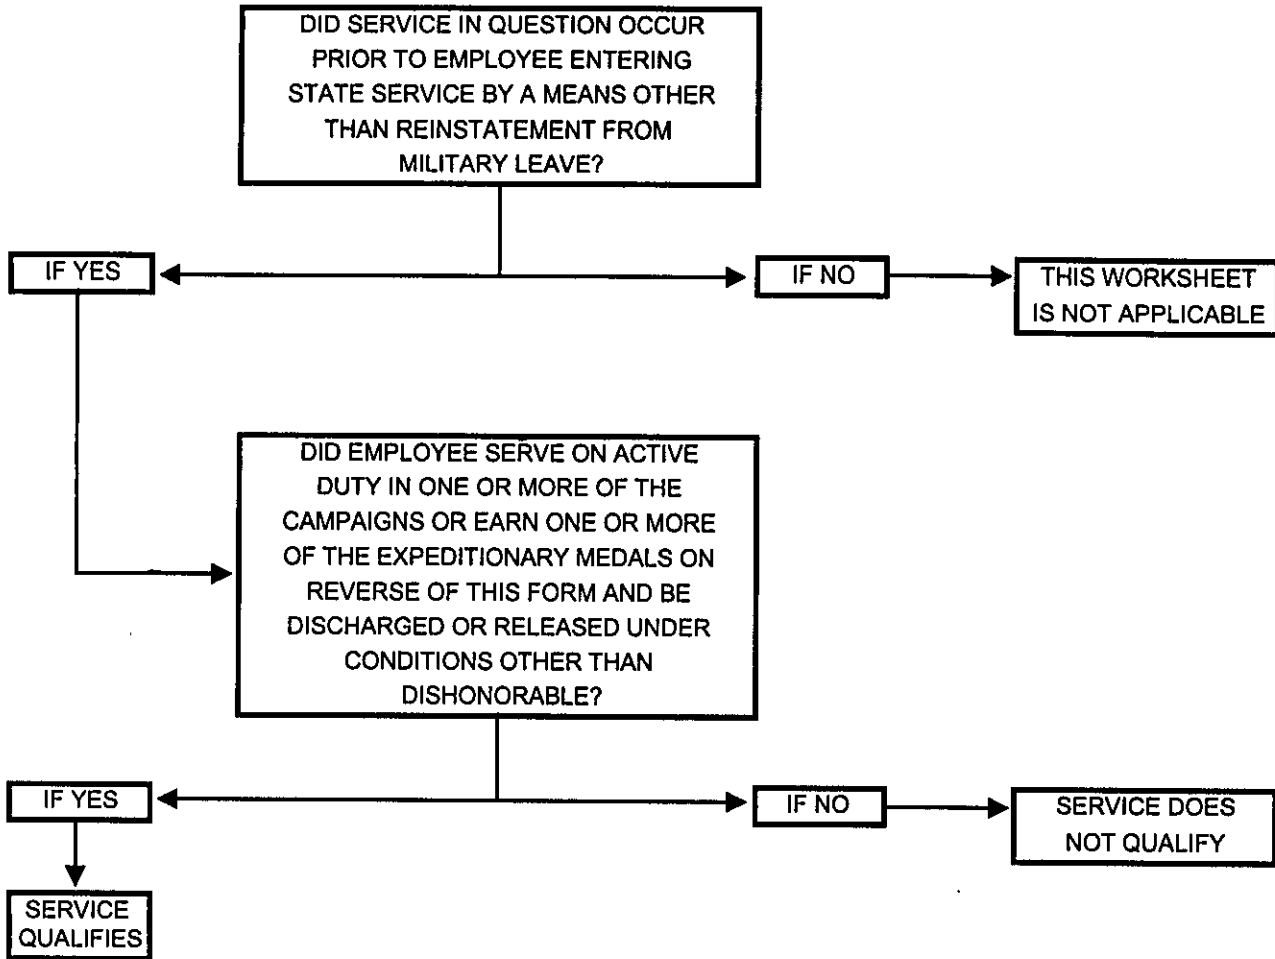 DID SERVICE IN QUESTION OCCUR
PRIOR TO EMPLOYEE ENTERING
STATE SERVICE BY A MEANS OTHER
THAN REINSTATEMENT FROM
MILITARY LEAVE?
IF YES
IF NO
THIS WORKSHEET
IS NOT APPLICABLE
DID EMPLOYEE SERVE ON ACTIVE
DUTY IN ONE OR MORE OF THE
CAMPAIGNS OR EARN ONE OR MORE
OF THE EXPEDITIONARY MEDALS ON
REVERSE OF THIS FORM AND BE
DISCHARGED OR RELEASED UNDER
CONDITIONS OTHER THAN
DISHONORABLE?
IF YES
IF NO
SERVICE DOES
NOT QUALIFY
SERVICE
QUALIFIES